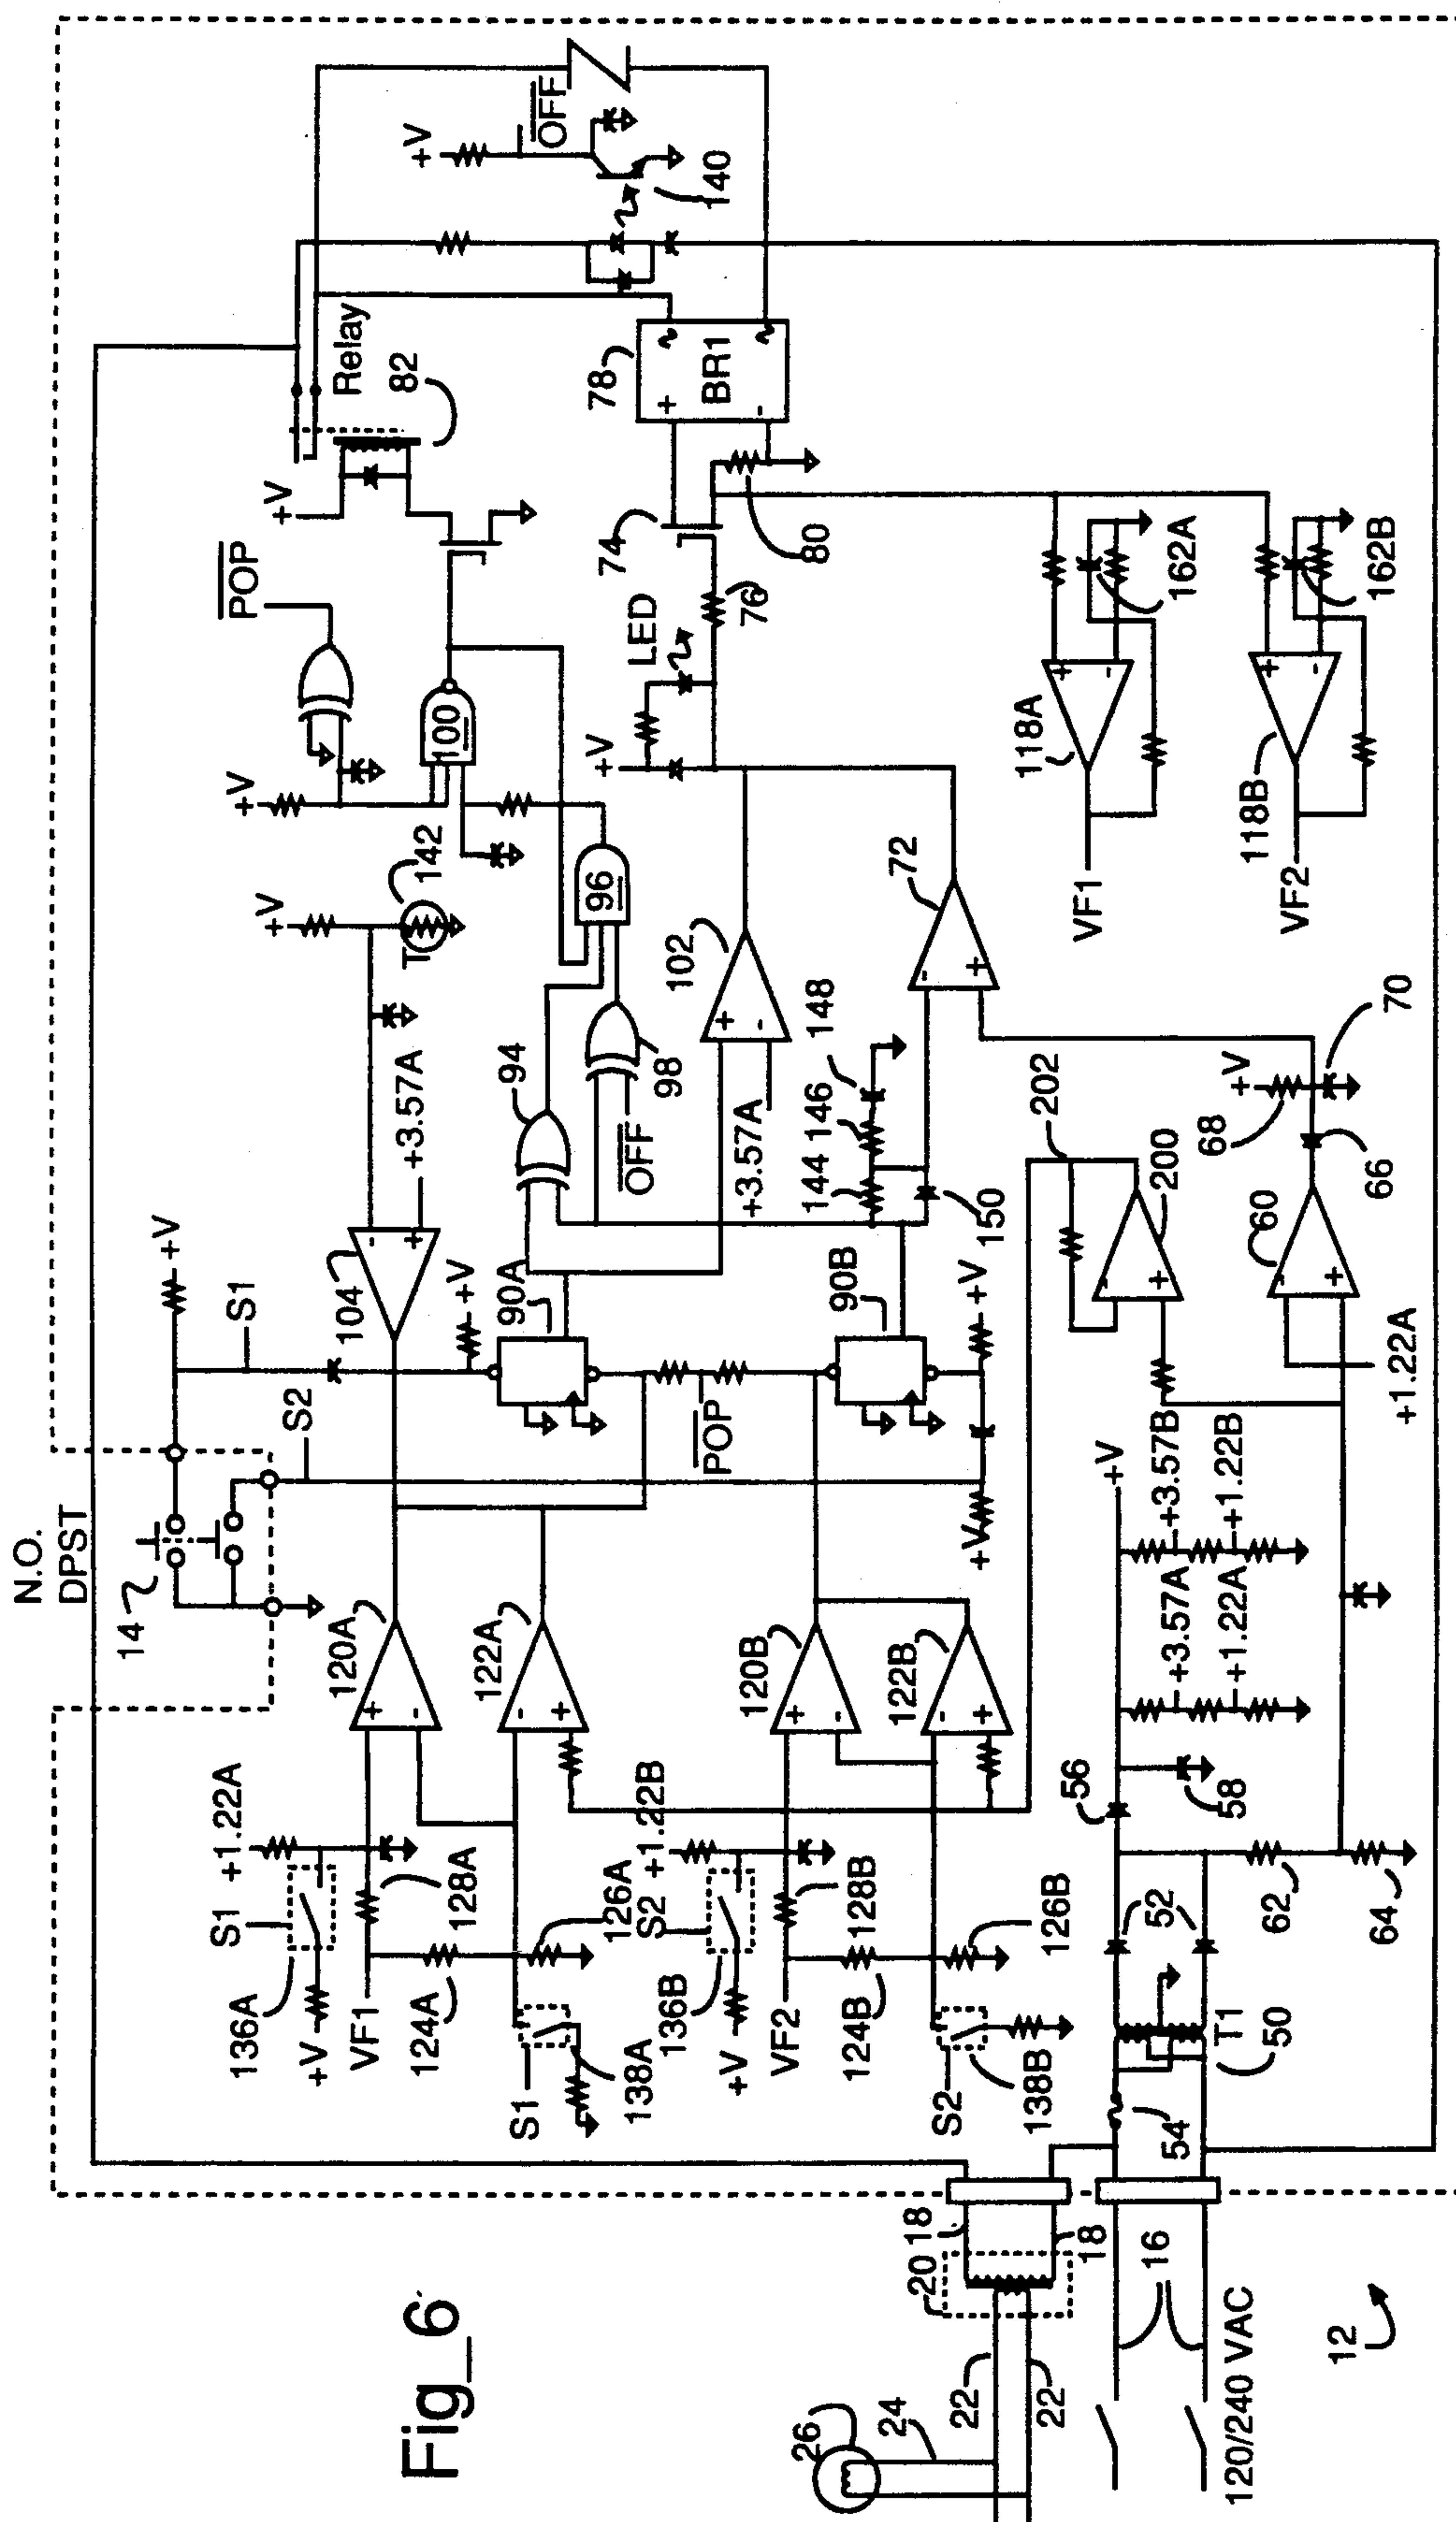 Fig_6
12
N.O.
DPST
14
+V
S1
S2
+V
142
T
+V
POP
+V
Relay
82
+V
OFF
140
104
+3.57A
94
98
OFF
96
100
LED
74
76
78
+
-
BR1
80
+V
90A
POP
90B
+V
+V
150
144
146
148
+3.57A
102
+
-
72
-
+
+V
118A
+
-
VF1
162A
118B
+
-
VF2
162B
S1
+1.22A
136A
+V
VF1
128A
124A
126A
S1
138A
120A
+
-
122A
-
+
S2
+1.22B
136B
+V
VF2
128B
124B
126B
S2
138B
120B
+
-
122B
-
+
202
200
-
+
60
-
+
+1.22A
66
68
+V
70
+V
+3.57B
+1.22B
+3.57A
+1.22A
56
58
52
62
64
T1
50
54
18
18
20
16
22
22
24
26
120/240 VAC